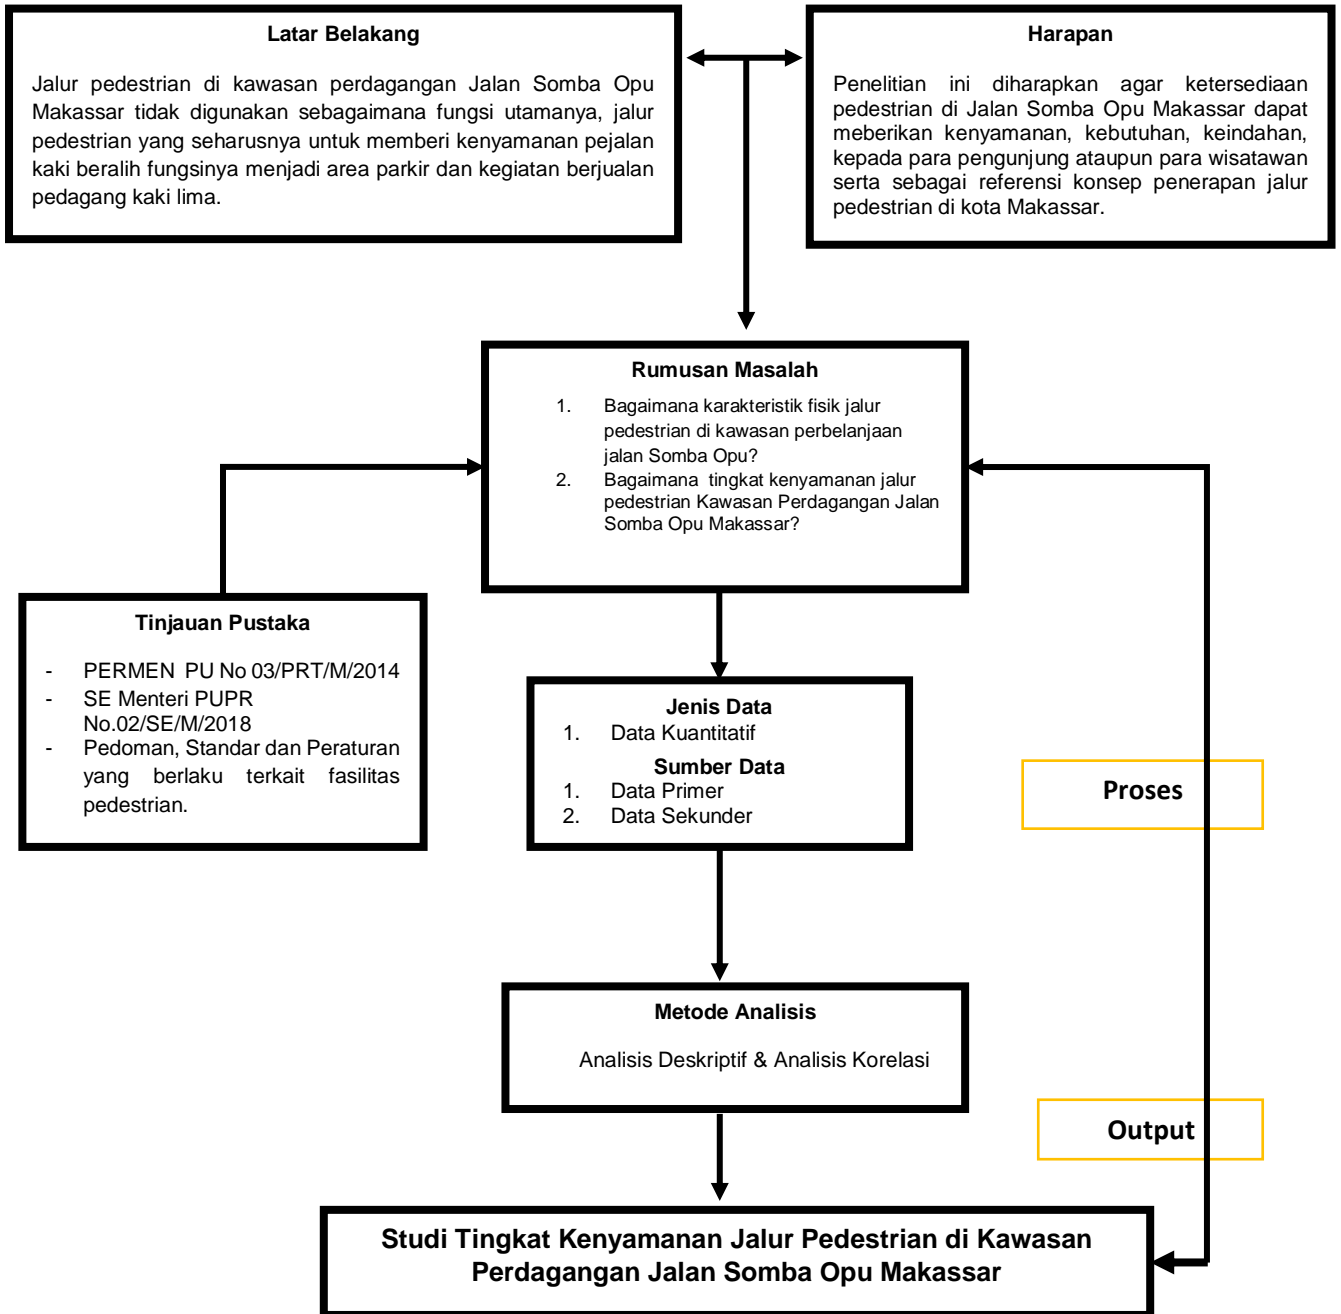 Latar Belakang
Jalur pedestrian di kawasan perdagangan Jalan Somba Opu
Makassar tidak digunakan sebagaimana fungsi utamanya, jalur
pedestrian yang seharusnya untuk memberi kenyamanan pejalan
kaki beralih fungsinya menjadi area parkir dan kegiatan berjualan
pedagang kaki lima.
Harapan
Penelitian ini diharapkan agar ketersediaan
pedestrian di Jalan Somba Opu Makassar dapat
meberikan kenyamanan, kebutuhan, keindahan,
kepada para pengunjung ataupun para wisatawan
serta sebagai referensi konsep penerapan jalur
pedestrian di kota Makassar.
Rumusan Masalah
1. Bagaimana karakteristik fisik jalur
pedestrian di kawasan perbelanjaan
jalan Somba Opu?
2. Bagaimana tingkat kenyamanan jalur
pedestrian Kawasan Perdagangan Jalan
Somba Opu Makassar?
Tinjauan Pustaka
- PERMEN PU No 03/PRT/M/2014
- SE Menteri PUPR
No.02/SE/M/2018
- Pedoman, Standar dan Peraturan
yang berlaku terkait fasilitas
pedestrian.
Jenis Data
1. Data Kuantitatif
Sumber Data
1. Data Primer
2. Data Sekunder
Proses
Metode Analisis
Analisis Deskriptif & Analisis Korelasi
Output
Studi Tingkat Kenyamanan Jalur Pedestrian di Kawasan
Perdagangan Jalan Somba Opu Makassar